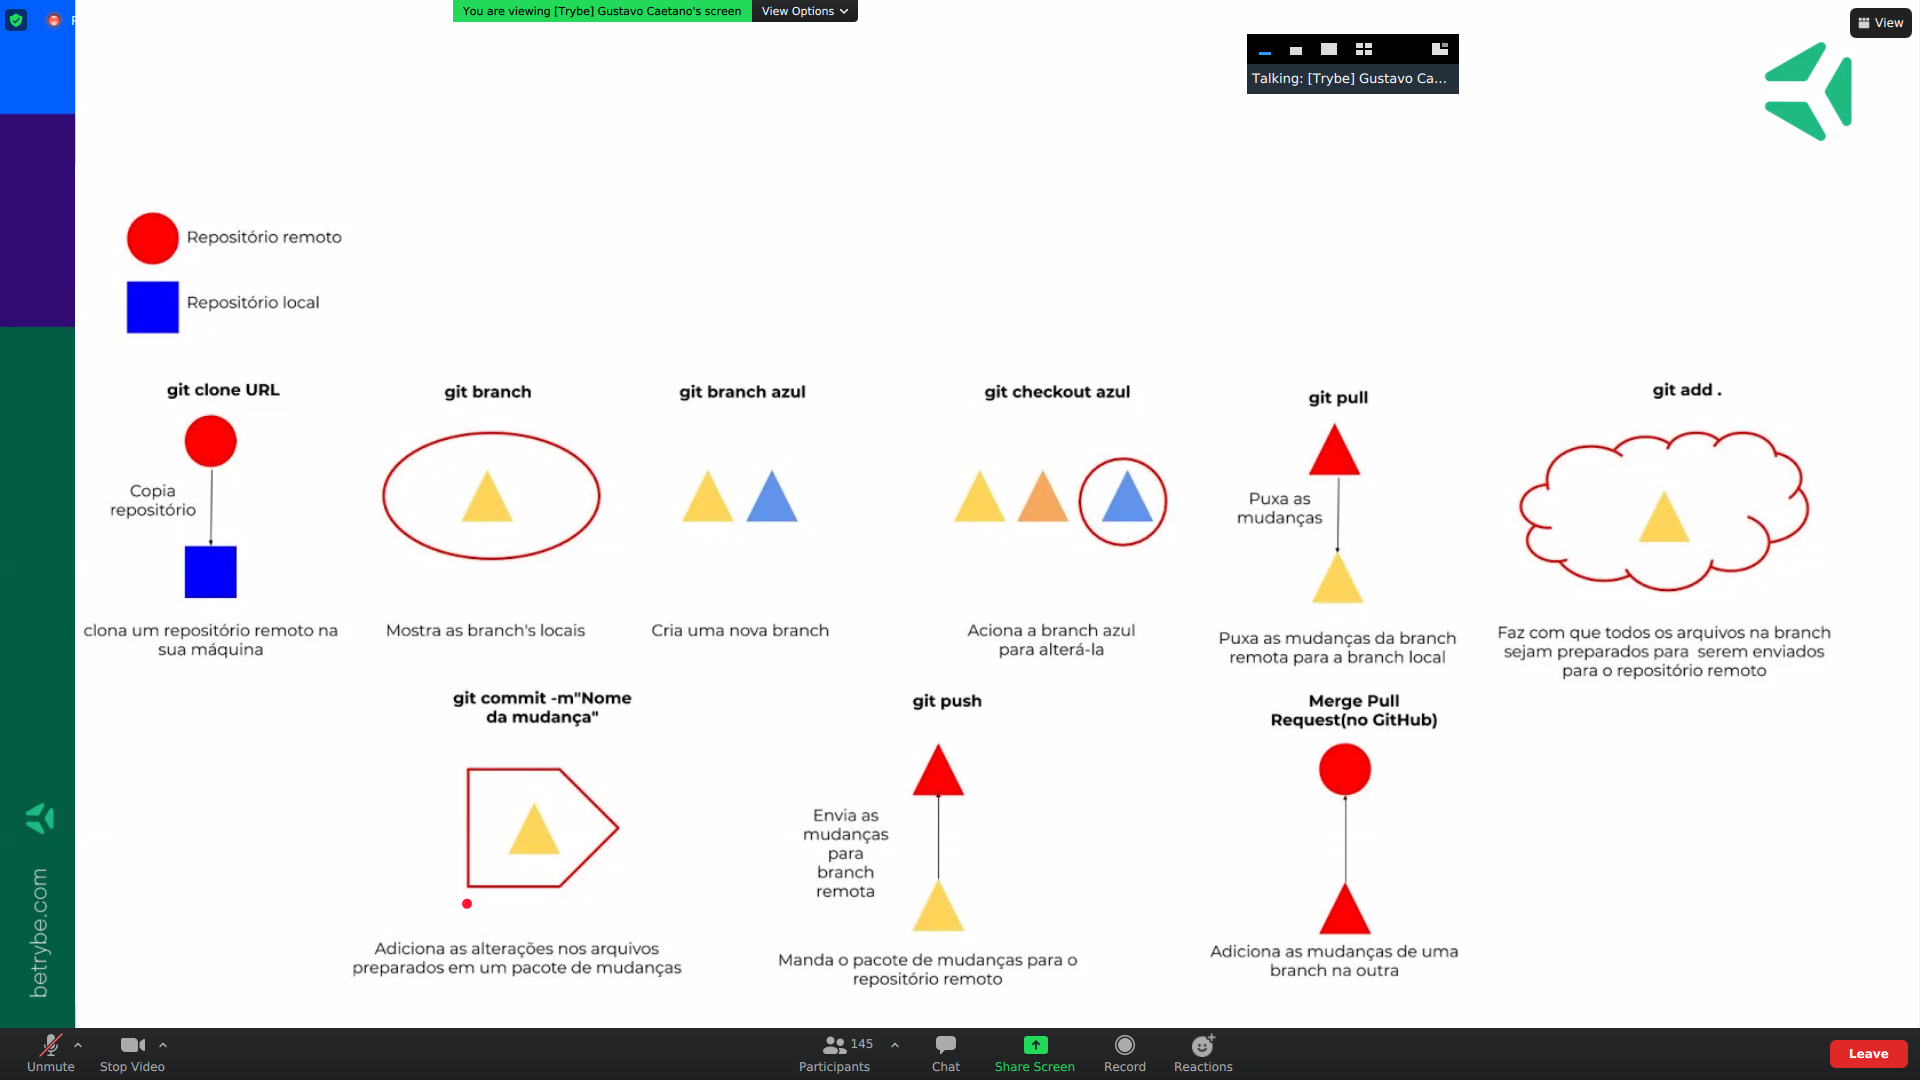 You are viewing [Trybe] Gustavo Caetano's screen
View Options
View
Talking: [Trybe] Gustavo Ca...
Repositório remoto
Repositório local
git clone URL
Copia
repositório
clona um repositório remoto na
sua máquina
git branch
Mostra as branch's locais
git branch azul
Cria uma nova branch
git checkout azul
Aciona a branch azul
para alterá-la
git pull
Puxa as
mudanças
Puxa as mudanças da branch
remota para a branch local
git add .
Faz com que todos os arquivos na branch
sejam preparados para serem enviados
para o repositório remoto
git commit -m"Nome
da mudança"
Adiciona as alterações nos arquivos
preparados em um pacote de mudanças
git push
Envia as
mudanças
para
branch
remota
Manda o pacote de mudanças para o
repositório remoto
Merge Pull
Request(no GitHub)
Adiciona as mudanças de uma
branch na outra
betrybe.com
Unmute
Stop Video
145
Participants
Chat
Share Screen
Record
Reactions
Leave